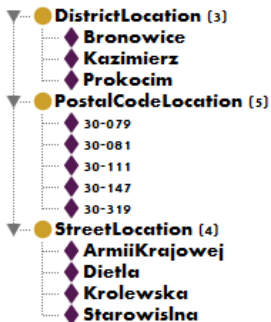 DistrictLocation (3)
Bronowice
Kazimierz
Prokocim
PostalCodeLocation (5)
30-079
30-081
30-111
30-147
30-319
StreetLocation (4)
ArmiiKrajowej
Dietla
Krolewska
Starowislna